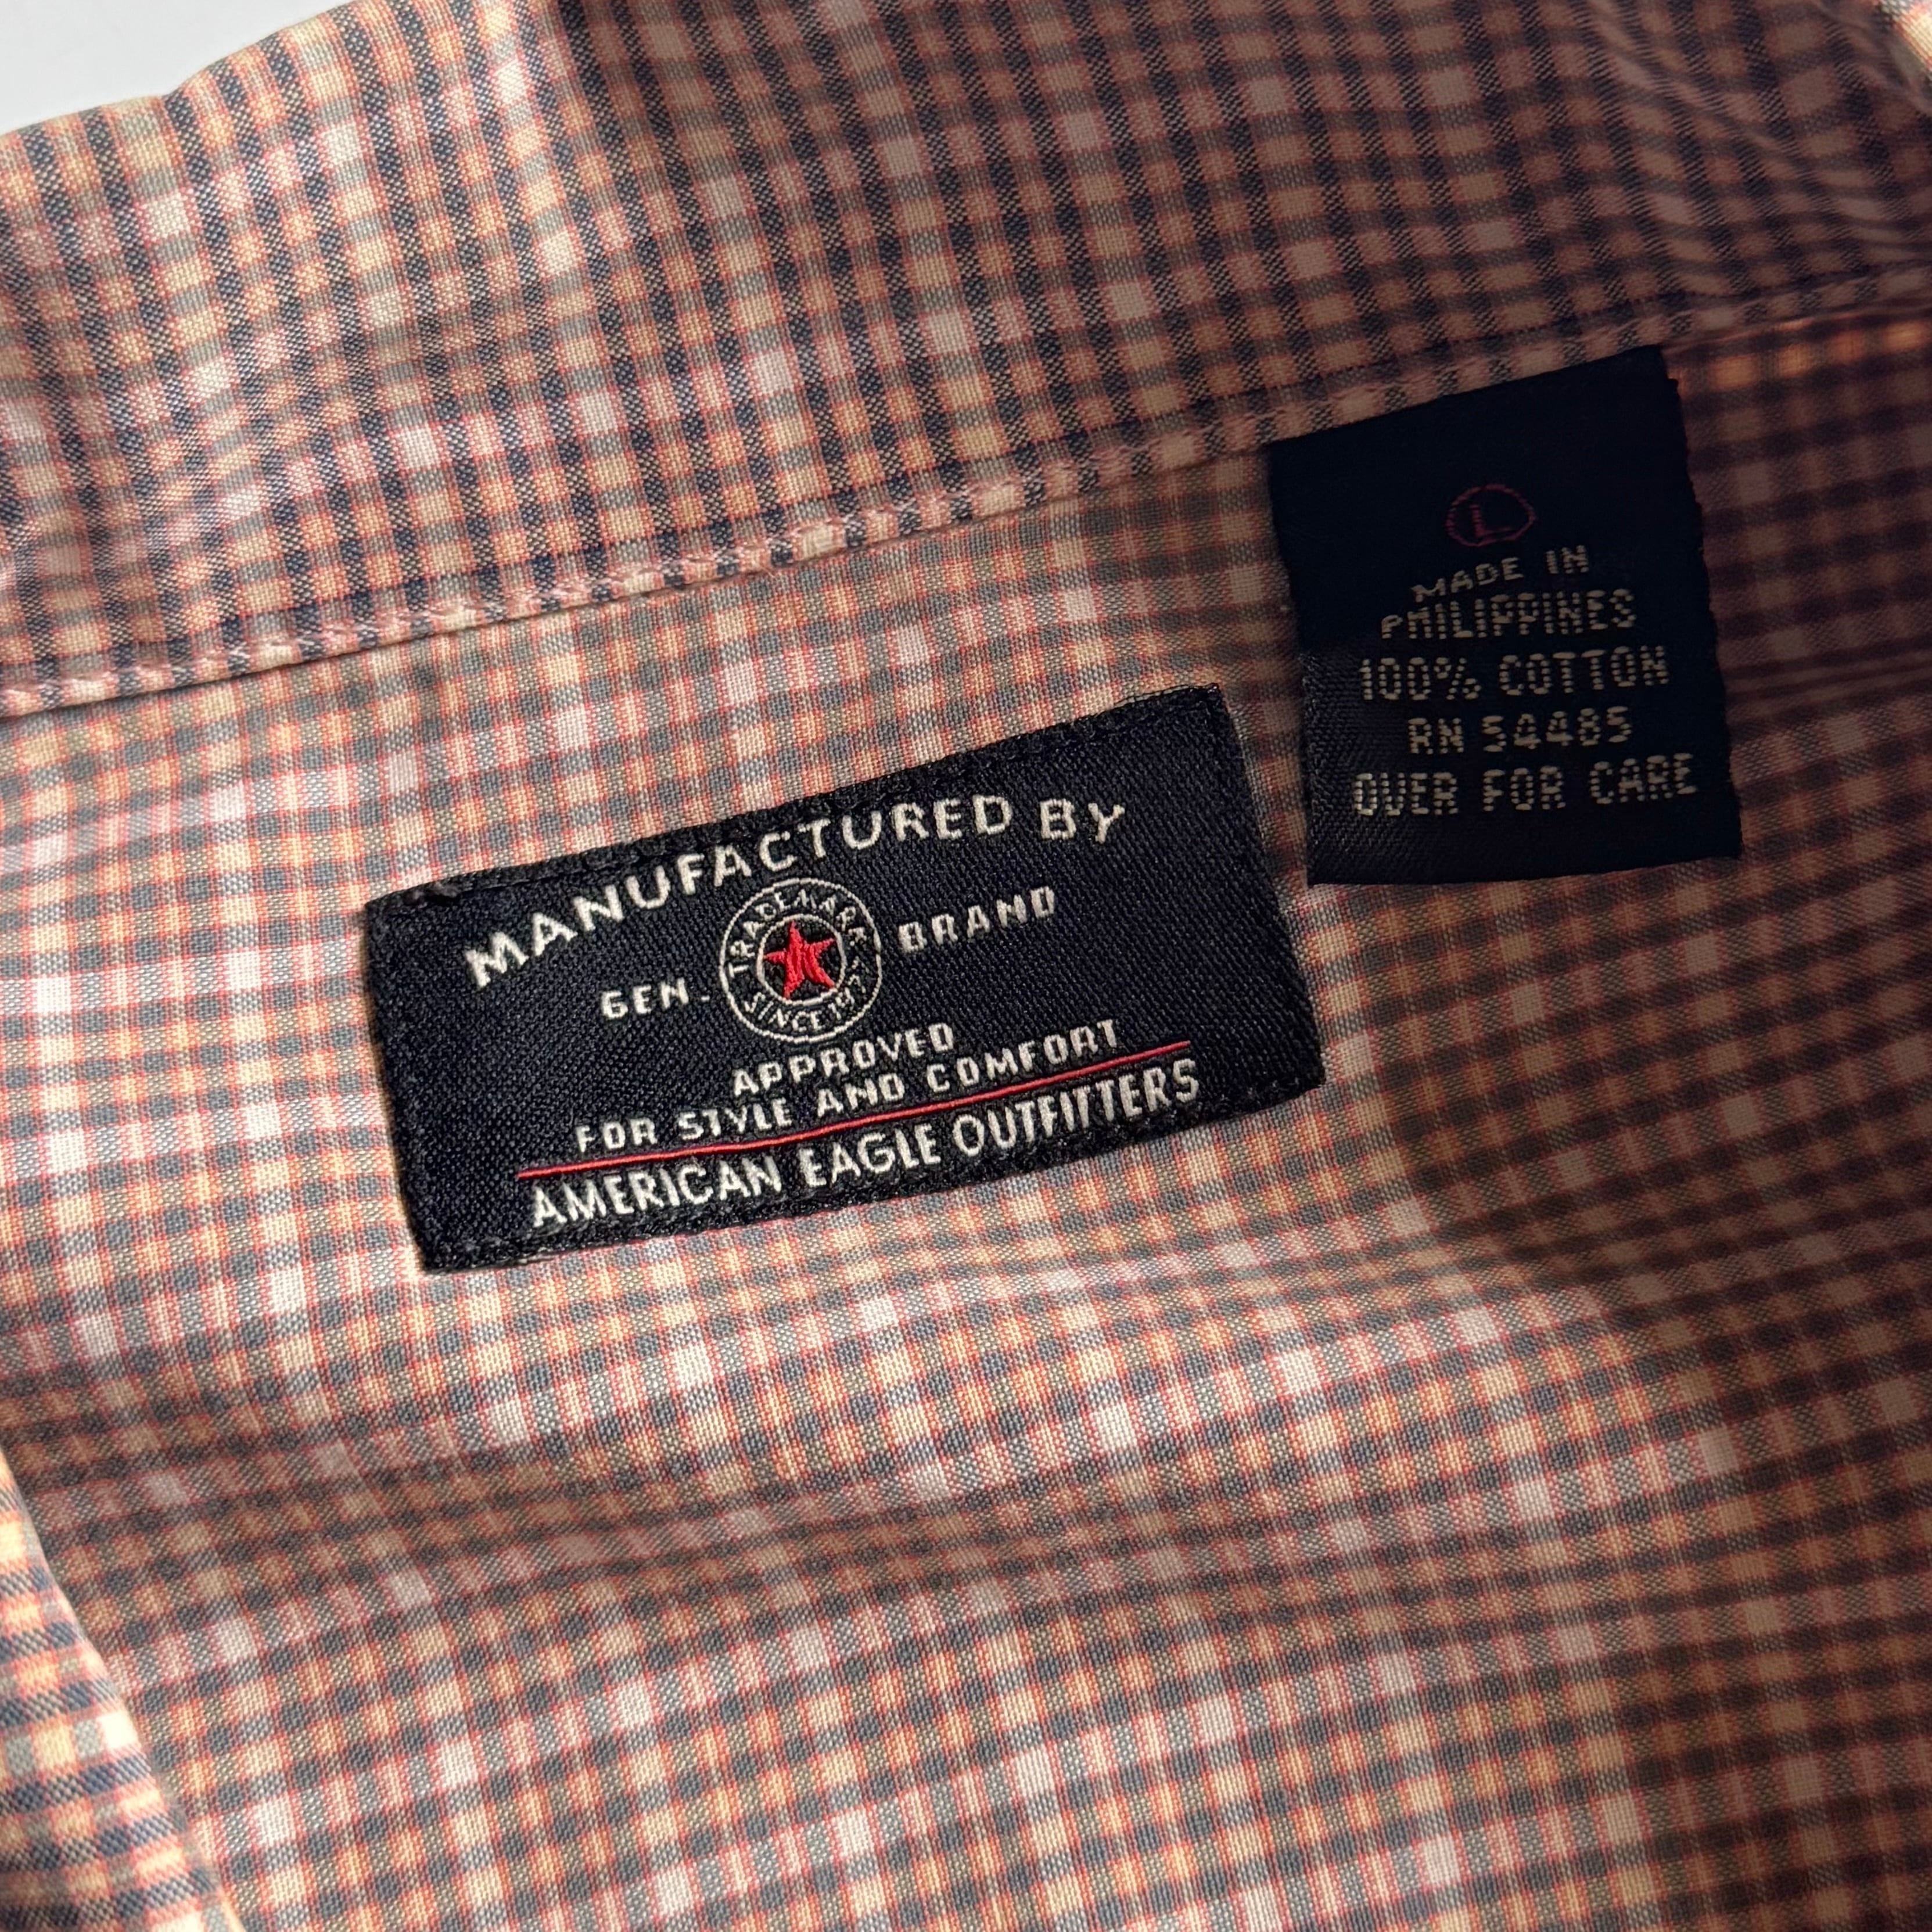 MANUFACTURED BY
GEN. BRAND
TRADEMARK
SINCE 1977
APPROVED
FOR STYLE AND COMFORT
AMERICAN EAGLE OUTFITTERS
L
MADE IN
PHILIPPINES
100% COTTON
RN 54485
OVER FOR CARE